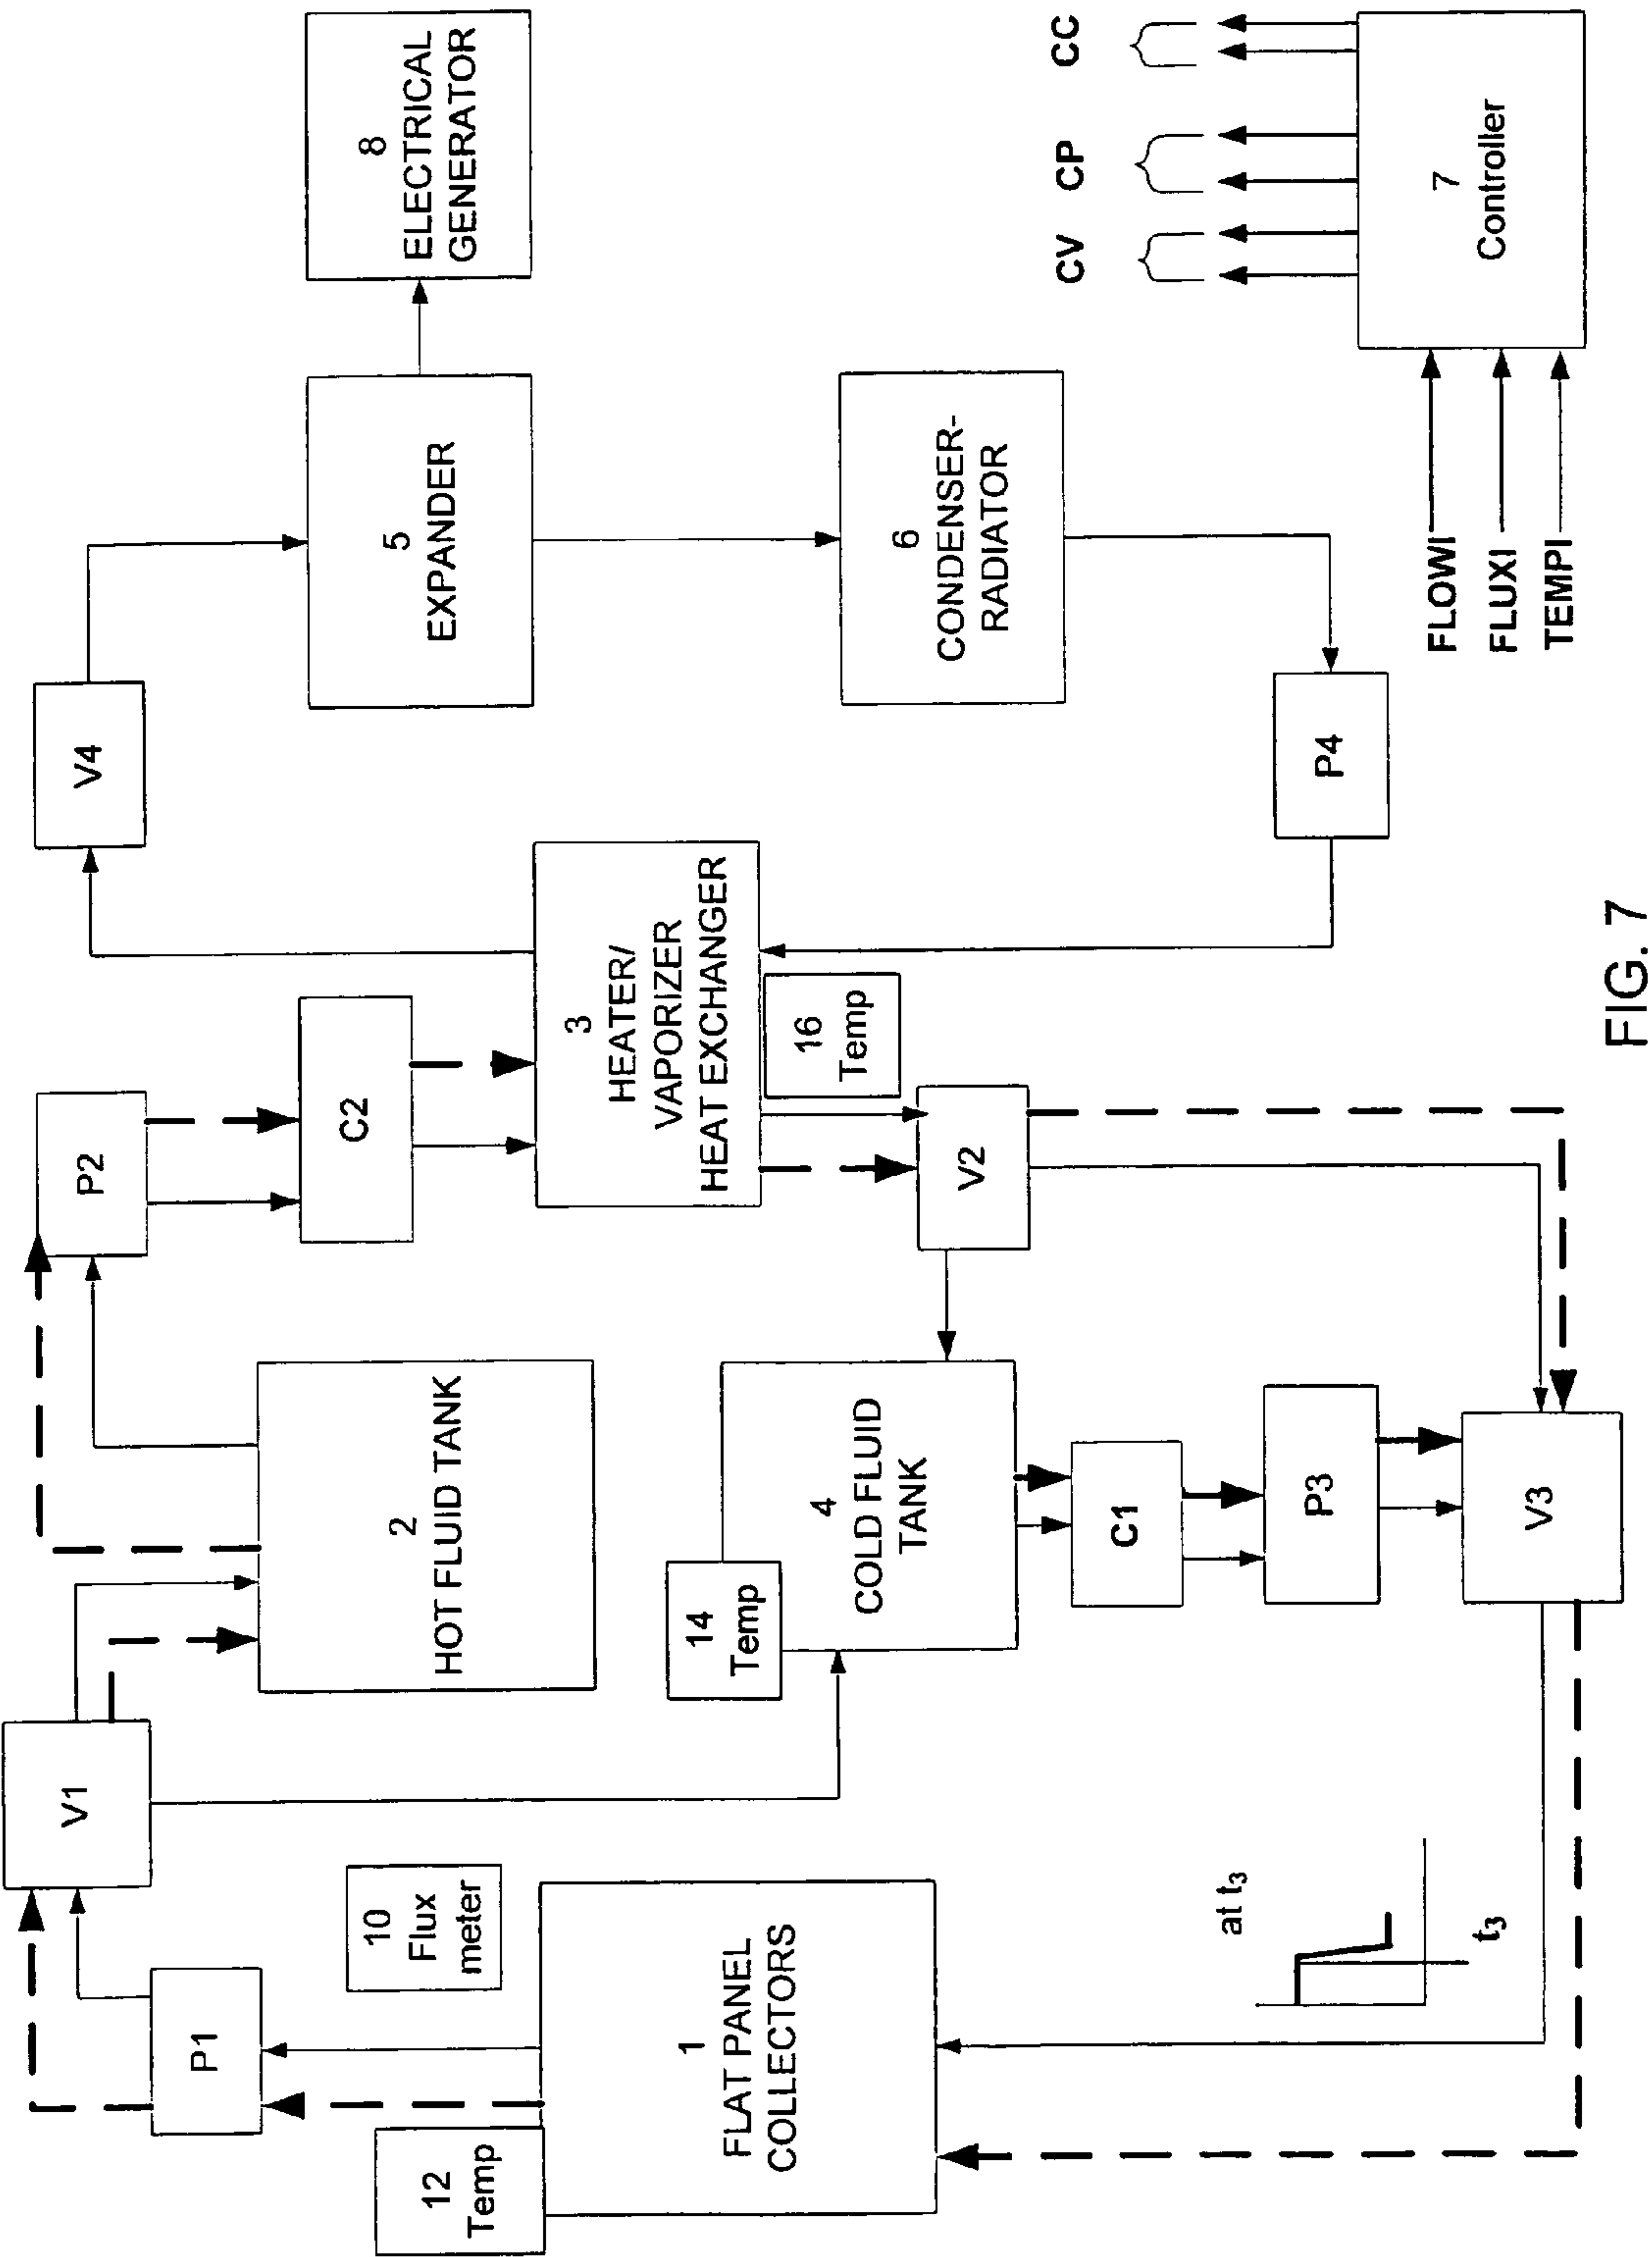 V1
P1
10
Flux
meter
12
Temp
1
FLAT PANEL
COLLECTORS
at t3
t3
2
HOT FLUID TANK
14
Temp
4
COLD FLUID
TANK
C1
P3
V3
P2
C2
3
HEATER/
VAPORIZER
HEAT EXCHANGER
16
Temp
V2
V4
5
EXPANDER
8
ELECTRICAL
GENERATOR
6
CONDENSER-
RADIATOR
P4
FLOWI
FLUXI
TEMPI
CV
CP
CC
7
Controller
FIG. 7